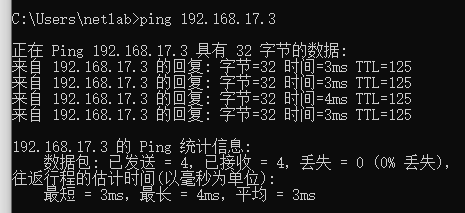 C:\Users\netlab>ping 192.168.17.3
正在 Ping 192.168.17.3 具有 32 字节的数据:
来自 192.168.17.3 的回复: 字节=32 时间=3ms TTL=125
来自 192.168.17.3 的回复: 字节=32 时间=3ms TTL=125
来自 192.168.17.3 的回复: 字节=32 时间=4ms TTL=125
来自 192.168.17.3 的回复: 字节=32 时间=3ms TTL=125
192.168.17.3 的 Ping 统计信息:
数据包: 已发送 = 4，已接收 = 4，丢失 = 0 (0% 丢失)，
往返行程的估计时间(以毫秒为单位):
最短 = 3ms，最长 = 4ms，平均 = 3ms